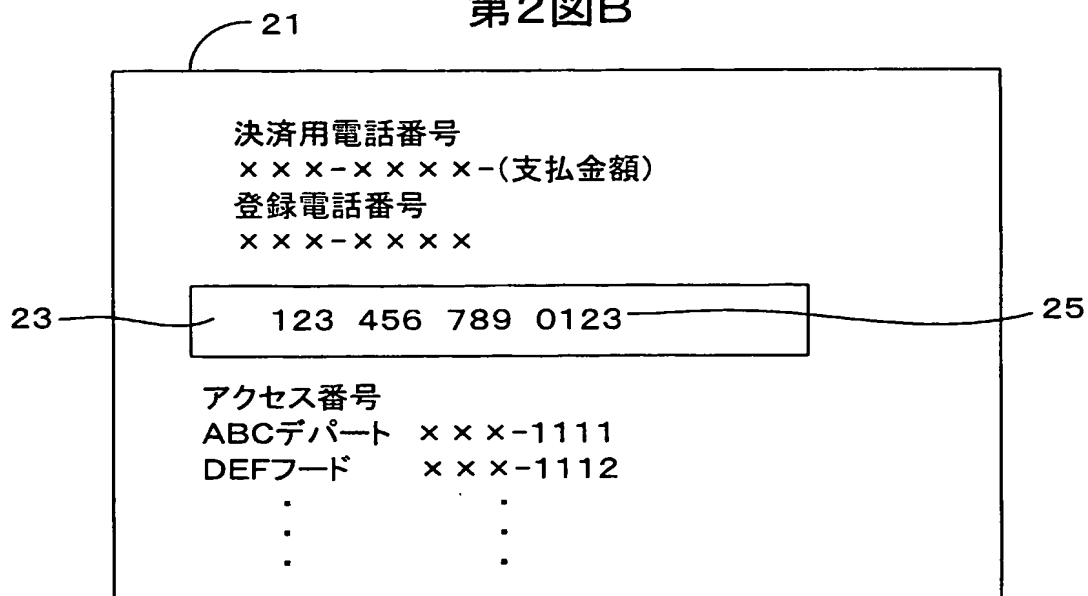 第2図B
21
決済用電話番号
×××-××××-(支払金額)
登録電話番号
×××-××××
23
123 456 789 0123
25
アクセス番号
ABCデパート ×××-1111
DEFフード ×××-1112